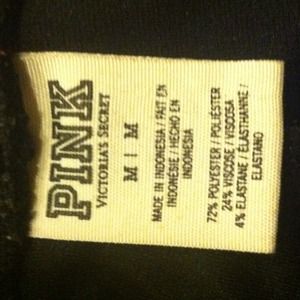 PINK
VICTORIA'S SECRET
M | M
MADE IN INDONESIA / FAIT EN
INDONÉSIE / HECHO EN
INDONESIA
72% POLYESTER / POLIÉSTER
24% VISCOSE / VISCOSA
4% ELASTANE / ÉLASTHANNE /
ELASTANO